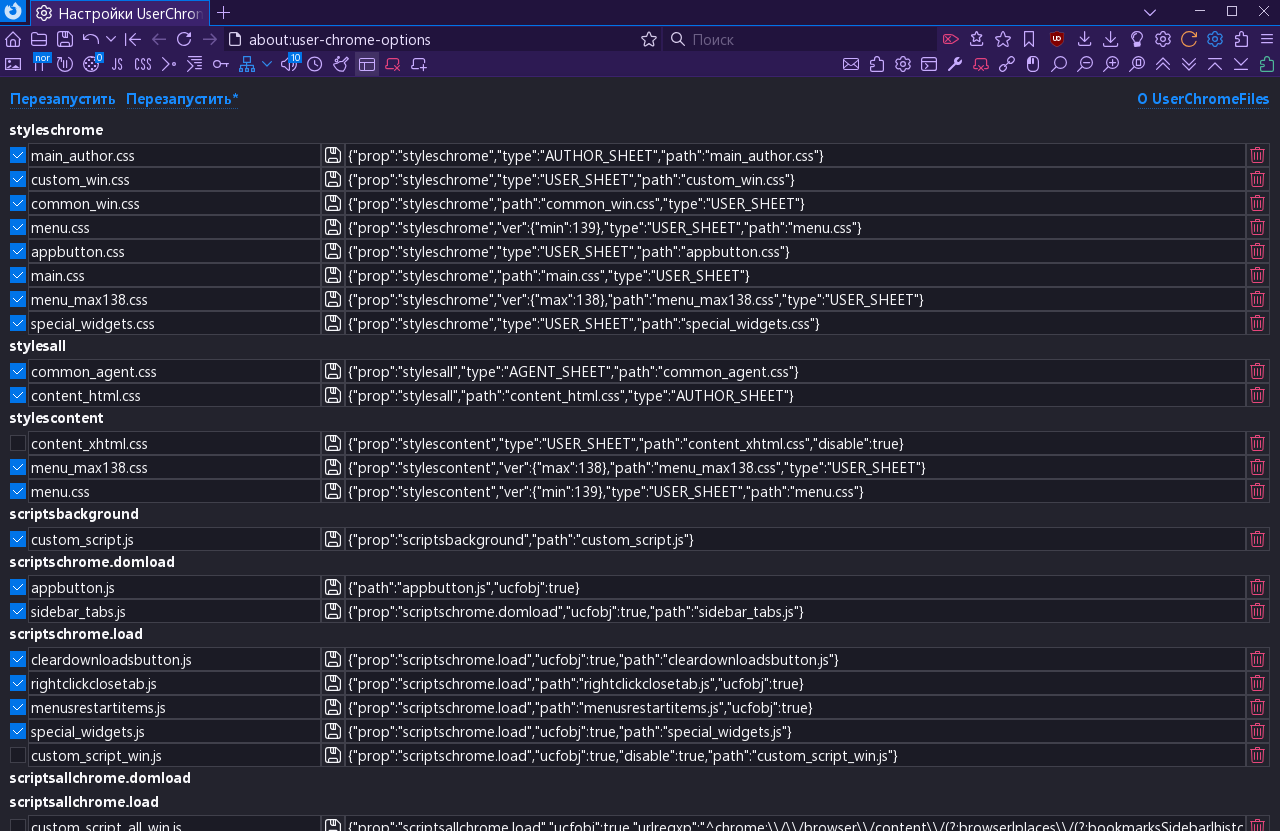 Настройки UserChron
about:user-chrome-options
Поиск
UO
nor
0
JS
CSS
10
Перезапустить
Перезапустить*
О UserChromeFiles
styleschrome
main_author.css {"prop":"styleschrome","type":"AUTHOR_SHEET","path":"main_author.css"}
custom_win.css {"prop":"styleschrome","type":"USER_SHEET","path":"custom_win.css"}
common_win.css {"prop":"styleschrome","path":"common_win.css","type":"USER_SHEET"}
menu.css {"prop":"styleschrome","ver":{"min":139},"type":"USER_SHEET","path":"menu.css"}
appbutton.css {"prop":"styleschrome","type":"USER_SHEET","path":"appbutton.css"}
main.css {"prop":"styleschrome","path":"main.css","type":"USER_SHEET"}
menu_max138.css {"prop":"styleschrome","ver":{"max":138},"path":"menu_max138.css","type":"USER_SHEET"}
special_widgets.css {"prop":"styleschrome","type":"USER_SHEET","path":"special_widgets.css"}
stylesall
common_agent.css {"prop":"stylesall","type":"AGENT_SHEET","path":"common_agent.css"}
content_html.css {"prop":"stylesall","path":"content_html.css","type":"AUTHOR_SHEET"}
stylescontent
content_xhtml.css {"prop":"stylescontent","type":"USER_SHEET","path":"content_xhtml.css","disable":true}
menu_max138.css {"prop":"stylescontent","ver":{"max":138},"path":"menu_max138.css","type":"USER_SHEET"}
menu.css {"prop":"stylescontent","ver":{"min":139},"type":"USER_SHEET","path":"menu.css"}
scriptsbackground
custom_script.js {"prop":"scriptsbackground","path":"custom_script.js"}
scriptschrome.domload
appbutton.js {"path":"appbutton.js","ucfobj":true}
sidebar_tabs.js {"prop":"scriptschrome.domload","ucfobj":true,"path":"sidebar_tabs.js"}
scriptschrome.load
cleardownloadsbutton.js {"prop":"scriptschrome.load","ucfobj":true,"path":"cleardownloadsbutton.js"}
rightclickclosetab.js {"prop":"scriptschrome.load","path":"rightclickclosetab.js","ucfobj":true}
menusrestartitems.js {"prop":"scriptschrome.load","path":"menusrestartitems.js","ucfobj":true}
special_widgets.js {"prop":"scriptschrome.load","ucfobj":true,"path":"special_widgets.js"}
custom_script_win.js {"prop":"scriptschrome.load","ucfobj":true,"disable":true,"path":"custom_script_win.js"}
scriptsallchrome.domload
scriptsallchrome.load
custom_script_all_win.js {"prop":"scriptsallchrome.load","ucfobj":true,"urlregxp":"^chrome:\\/\\/browser\\/content\\/(?:browser|places\\/(?:bookmarksSidebar|histc